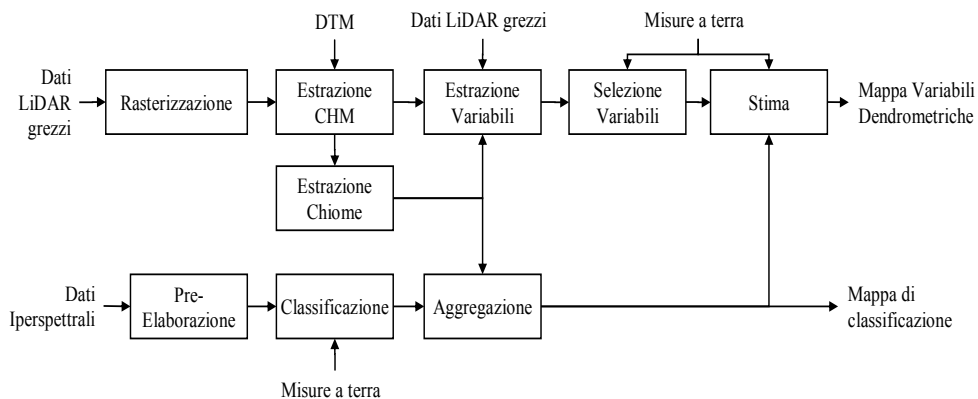 DTM
Dati LiDAR grezzi
Misure a terra
Dati
LiDAR
grezzi
Rasterizzazione
Estrazione
CHM
Estrazione
Variabili
Selezione
Variabili
Stima
Mappa Variabili
Dendrometriche
Estrazione
Chiome
Dati
Iperspettrali
Pre-
Elaborazione
Classificazione
Aggregazione
Mappa di
classificazione
Misure a terra